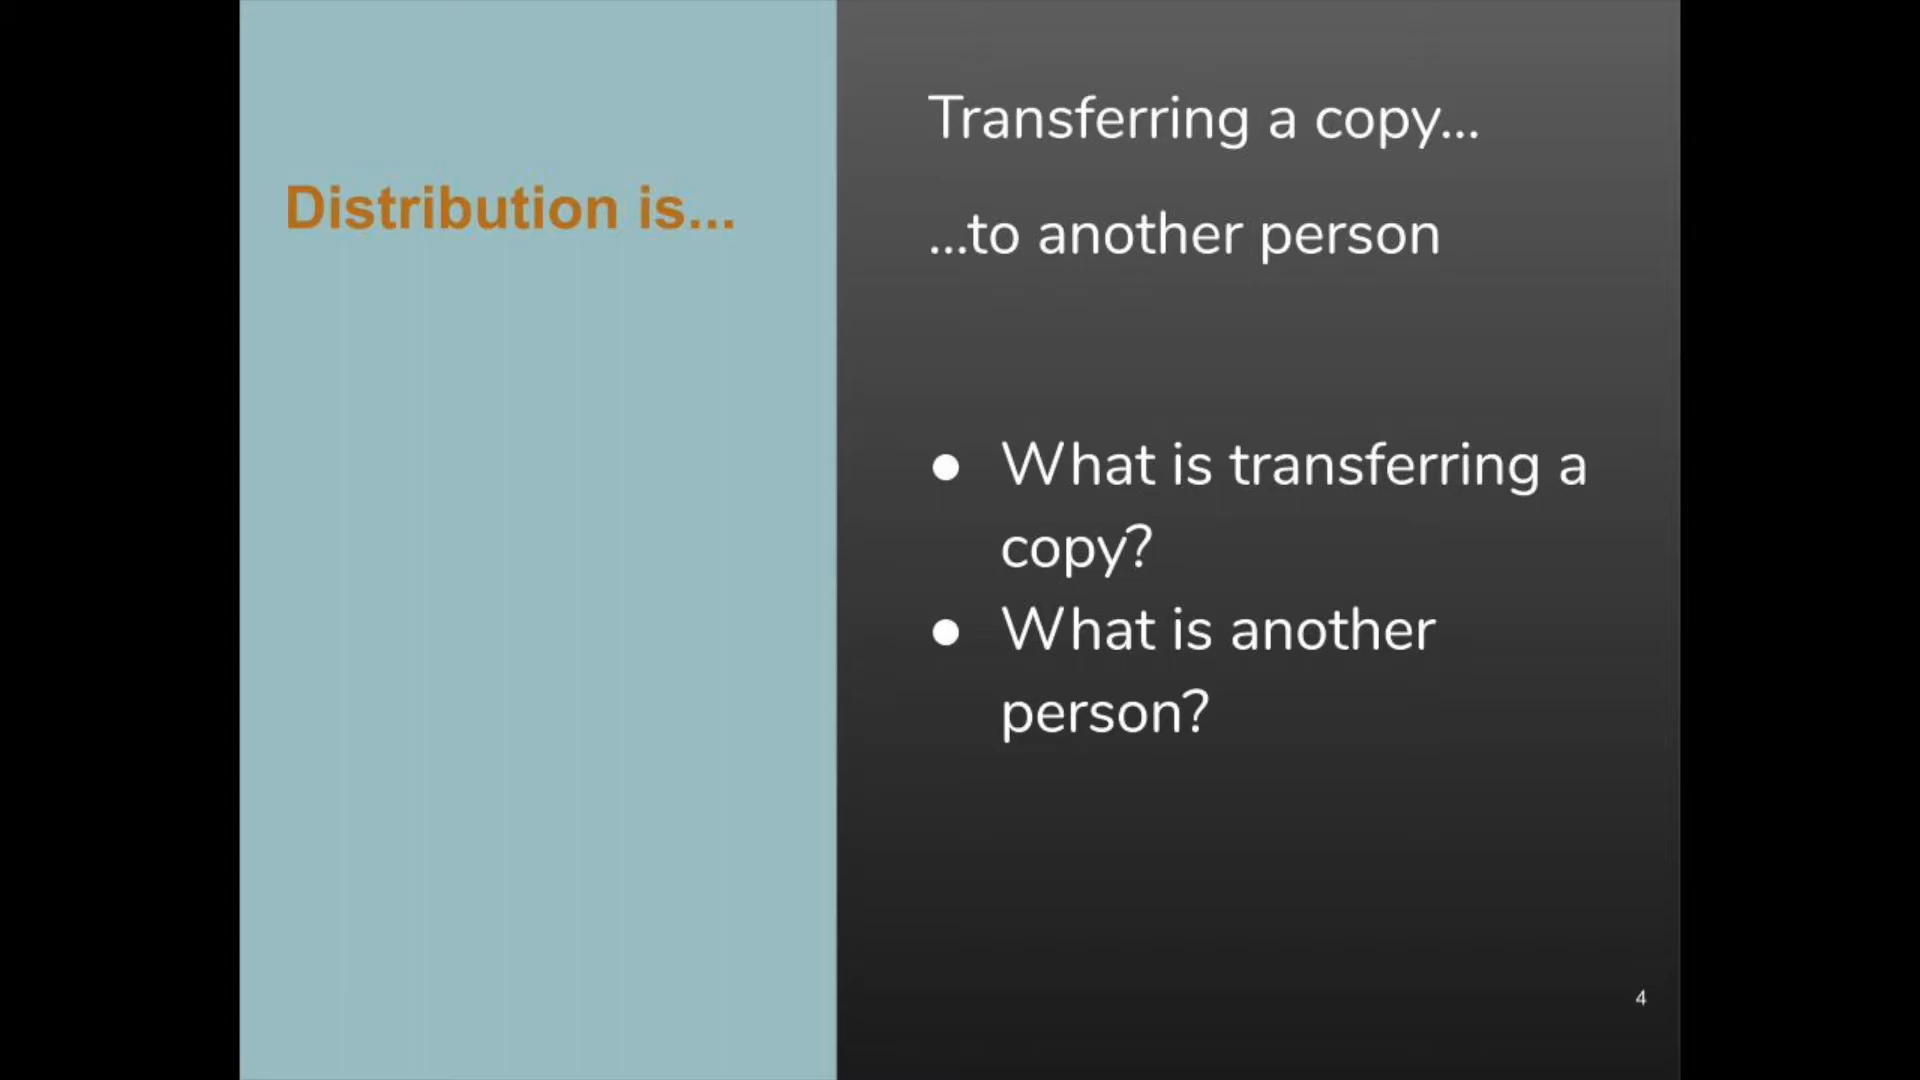 Distribution is...
Transferring a copy...
...to another person
● What is transferring a
copy?
● What is another
person?
4